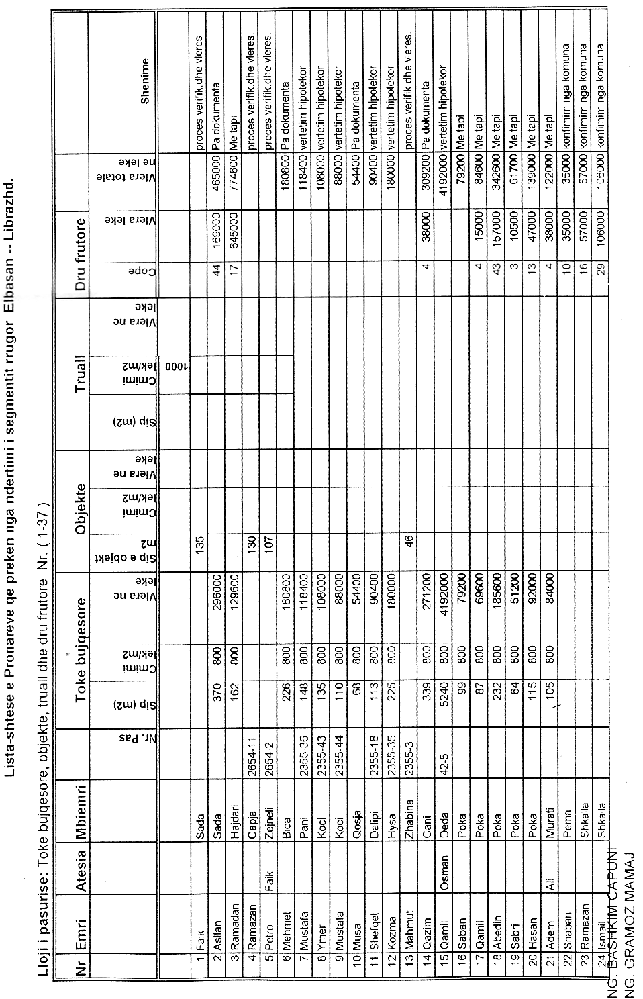 Lista-shtese e Pronareve qe preken nga ndertimi i segmentit rrugor Elbasan -- Librazhd.
Lloji i pasurise: Toke bujqesore, objekte, truall dhe dru frutore Nr. ( 1-37 )
Nr Emri Atesia Mbiemri Toke bujqesore Objekte Truall Dru frutore
Nr. Pas Sip (m2) Cmimi lek/m2 Vlera ne leke Sip e objekt m2 Cmimi lek/m2 Vlera ne leke Sip (m2) Cmimi lek/m2 Vlera ne leke Cope Vlera leke Vlera totale ne leke Shenime
1000
1 Faik Sada 135 proces verifik.dhe vleres.
2 Asllan Sada 370 800 296000 44 169000 465000 Pa dokumenta
3 Ramadan Hajdari 162 800 129600 17 645000 774600 Me tapi
4 Ramazan Capja 2654-11 130 proces verifik.dhe vleres.
5 Petro Faik Zejneli 2654-2 107 proces verifik.dhe vleres.
6 Mehmet Bica 226 800 180800 180800 Pa dokumenta
7 Mustafa Pani 2355-36 148 800 118400 118400 vertetim hipotekor
8 Ymer Koci 2355-43 135 800 108000 108000 vertetim hipotekor
9 Mustafa Koci 2355-44 110 800 88000 88000 vertetim hipotekor
10 Musa Qosja 68 800 54400 54400 Pa dokumenta
11 Shefqet Dalipi 2355-18 113 800 90400 90400 vertetim hipotekor
12 Kozma Hysa 2355-35 225 800 180000 180000 vertetim hipotekor
13 Mahmut Zhabina 2355-3 46 proces verifik.dhe vleres.
14 Qazim Cani 339 800 271200 4 38000 309200 Pa dokumenta
15 Qamil Osman Deda 42-5 5240 800 4192000 4192000 vertetim hipotekor
16 Saban Poka 99 800 79200 79200 Me tapi
17 Qamil Poka 87 800 69600 4 15000 84600 Me tapi
18 Abedin Poka 232 800 185600 43 157000 342600 Me tapi
19 Sabri Poka 64 800 51200 3 10500 61700 Me tapi
20 Hasan Poka 115 800 92000 13 47000 139000 Me tapi
21 Adem Ali Murati 105 800 84000 4 38000 122000 Me tapi
22 Shaban Pema 10 35000 35000 konfimim nga komuna
23 Ramazan Shkalla 16 57000 57000 konfimim nga komuna
24 Ismail Shkalla 29 106000 106000 konfimim nga komuna
NG. BASHKIM CAPUNI
NG. GRAMOZ MAMAJ